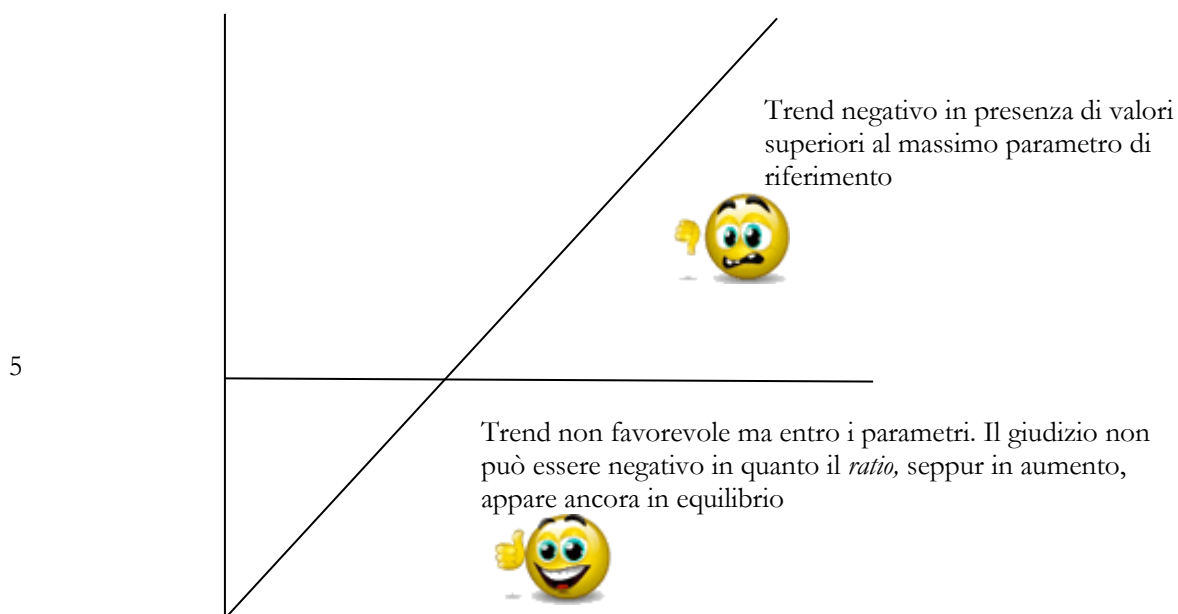 Trend negativo in presenza di valori
superiori al massimo parametro di
riferimento
5
Trend non favorevole ma entro i parametri. Il giudizio non
può essere negativo in quanto il ratio, seppur in aumento,
appare ancora in equilibrio